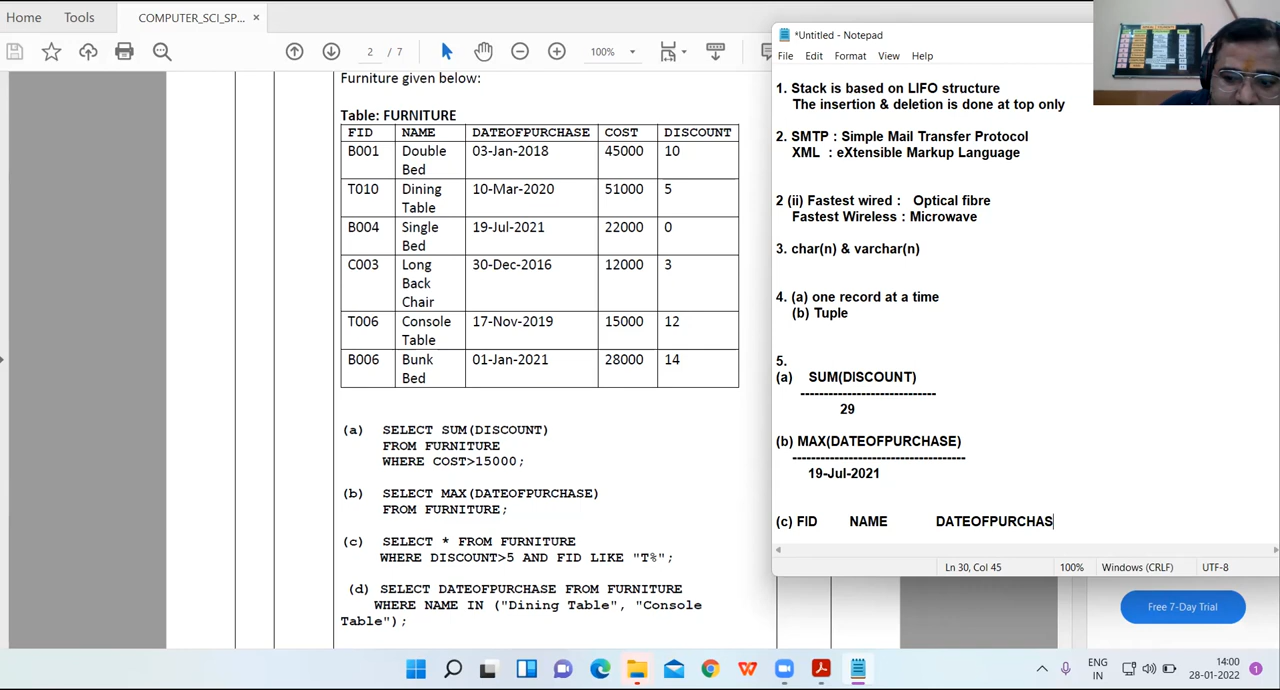 Home Tools COMPUTER_SCI_SP... ×
2 / 7 100%
Furniture given below:
Table: FURNITURE
FID NAME DATEOFPURCHASE COST DISCOUNT
B001 Double Bed 03-Jan-2018 45000 10
T010 Dining Table 10-Mar-2020 51000 5
B004 Single Bed 19-Jul-2021 22000 0
C003 Long Back Chair 30-Dec-2016 12000 3
T006 Console Table 17-Nov-2019 15000 12
B006 Bunk Bed 01-Jan-2021 28000 14
(a) SELECT SUM(DISCOUNT)
FROM FURNITURE
WHERE COST>15000;
(b) SELECT MAX(DATEOFPURCHASE)
FROM FURNITURE;
(c) SELECT * FROM FURNITURE
WHERE DISCOUNT>5 AND FID LIKE "T%";
(d) SELECT DATEOFPURCHASE FROM FURNITURE
WHERE NAME IN ("Dining Table", "Console
Table");
*Untitled - Notepad
File Edit Format View Help
1. Stack is based on LIFO structure
The insertion & deletion is done at top only
2. SMTP : Simple Mail Transfer Protocol
XML : eXtensible Markup Language
2 (ii) Fastest wired : Optical fibre
Fastest Wireless : Microwave
3. char(n) & varchar(n)
4. (a) one record at a time
(b) Tuple
5.
(a) SUM(DISCOUNT)
-----------------------------
29
(b) MAX(DATEOFPURCHASE)
-------------------------------------
19-Jul-2021
(c) FID NAME DATEOFPURCHAS
Ln 30, Col 45 100% Windows (CRLF) UTF-8
Free 7-Day Trial
ENG
IN
14:00
28-01-2022
1